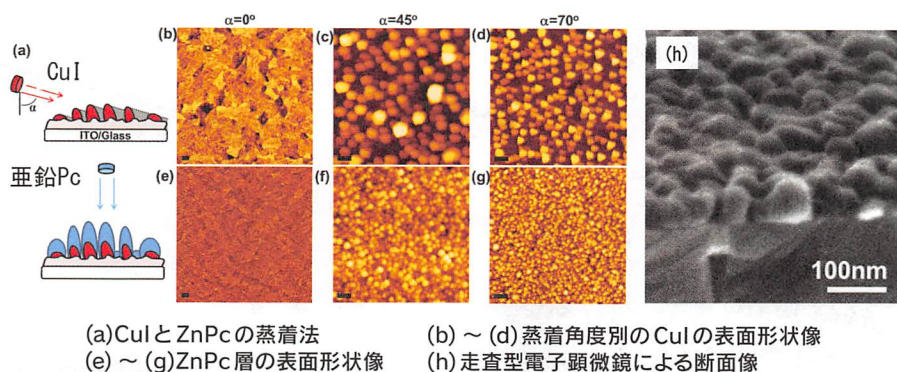 α=0° α=45° α=70°
(a) (b) (c) (d) (h)
CuI
α
ITO/Glass
亜鉛Pc
(e) (f) (g)
100nm
(a)CuIとZnPcの蒸着法 (b) ~ (d)蒸着角度別のCuIの表面形状像
(e) ~ (g)ZnPc層の表面形状像 (h)走査型電子顕微鏡による断面像